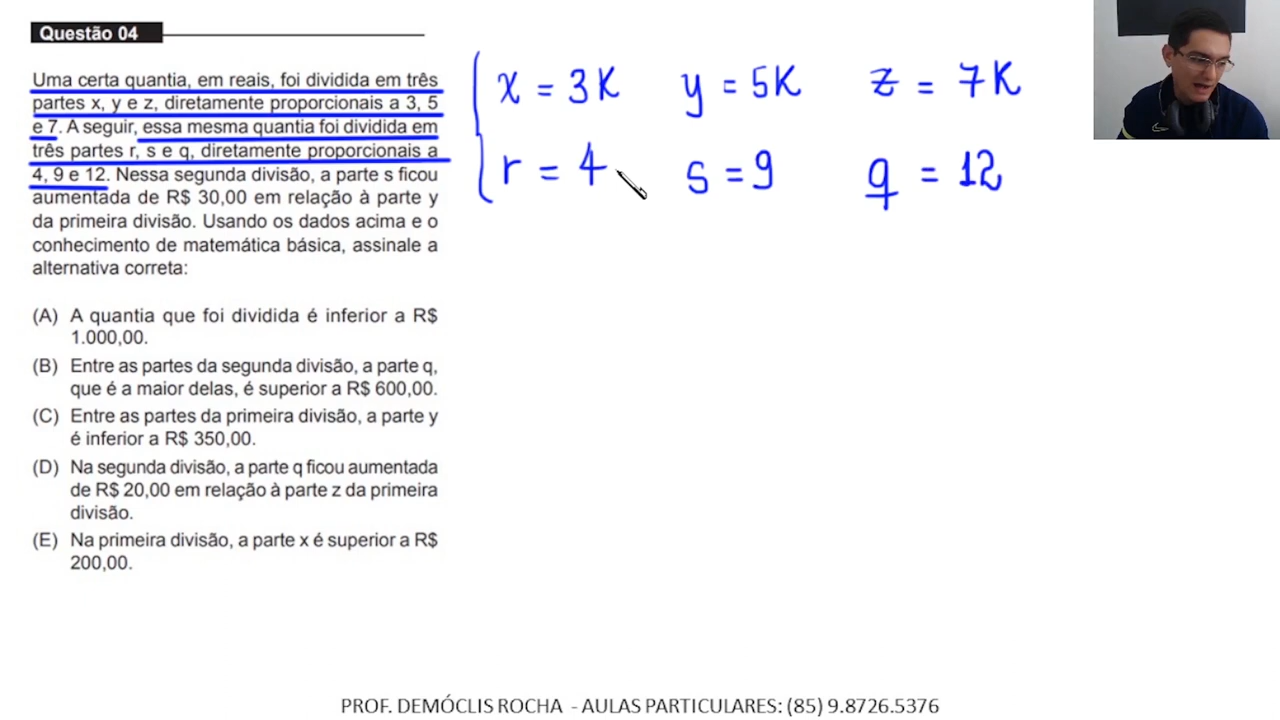 Questão 04
Uma certa quantia, em reais, foi dividida em três
partes x, y e z, diretamente proporcionais a 3, 5
e 7. A seguir, essa mesma quantia foi dividida em
três partes r, s e q, diretamente proporcionais a
4, 9 e 12. Nessa segunda divisão, a parte s ficou
aumentada de R$ 30,00 em relação à parte y
da primeira divisão. Usando os dados acima e o
conhecimento de matemática básica, assinale a
alternativa correta:
(A) A quantia que foi dividida é inferior a R$
1.000,00.
(B) Entre as partes da segunda divisão, a parte q,
que é a maior delas, é superior a R$ 600,00.
(C) Entre as partes da primeira divisão, a parte y
é inferior a R$ 350,00.
(D) Na segunda divisão, a parte q ficou aumentada
de R$ 20,00 em relação à parte z da primeira
divisão.
(E) Na primeira divisão, a parte x é superior a R$
200,00.
x = 3K y = 5K z = 7K
r = 4 s = 9 q = 12
PROF. DEMÓCLIS ROCHA - AULAS PARTICULARES: (85) 9.8726.5376